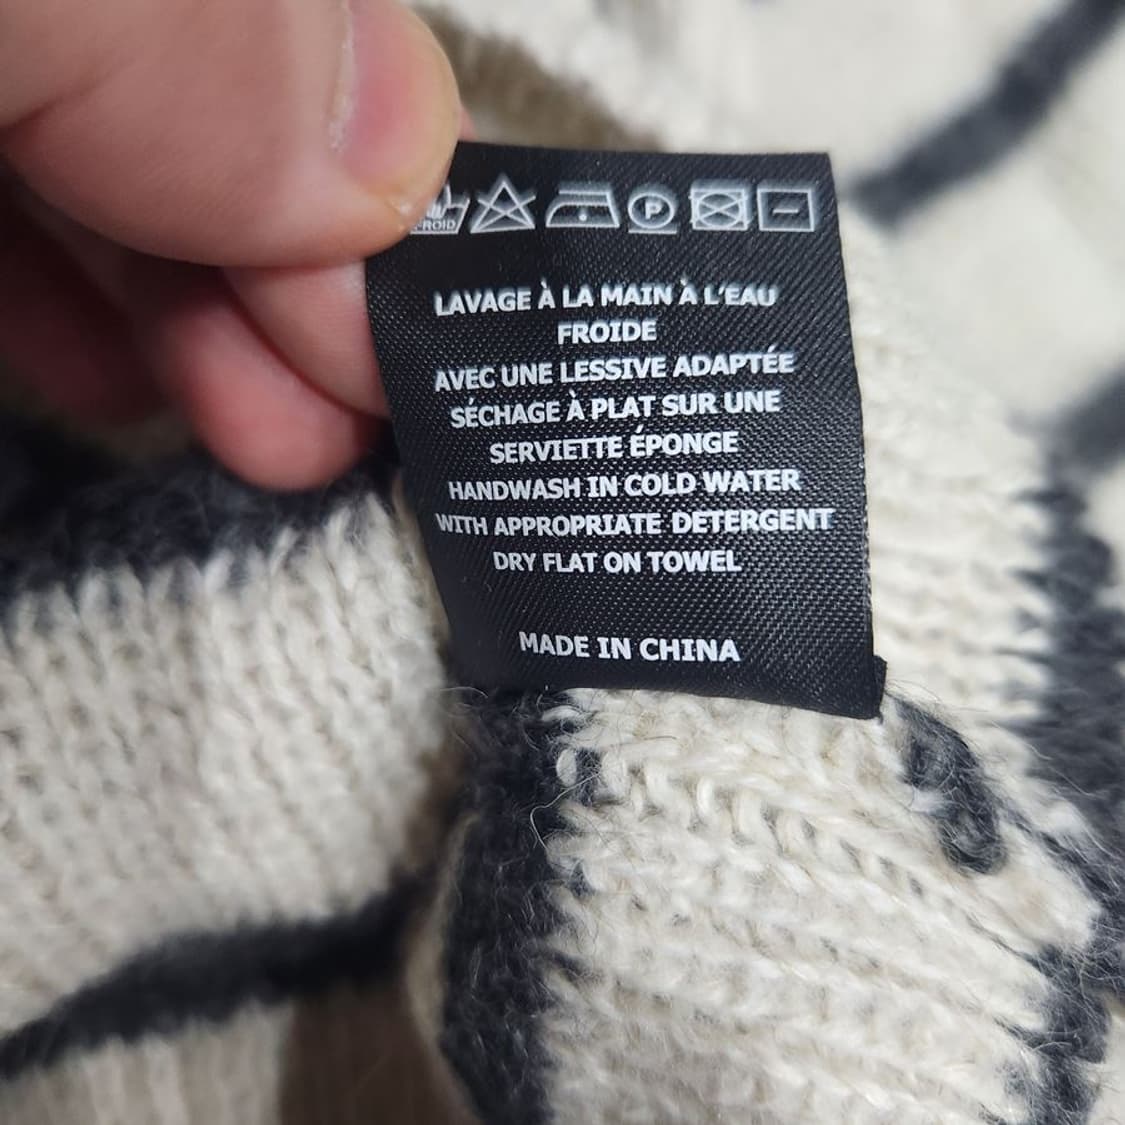 FROID
P
LAVAGE À LA MAIN À L'EAU
FROIDE
AVEC UNE LESSIVE ADAPTÉE
SÉCHAGE À PLAT SUR UNE
SERVIETTE ÉPONGE
HANDWASH IN COLD WATER
WITH APPROPRIATE DETERGENT
DRY FLAT ON TOWEL
MADE IN CHINA